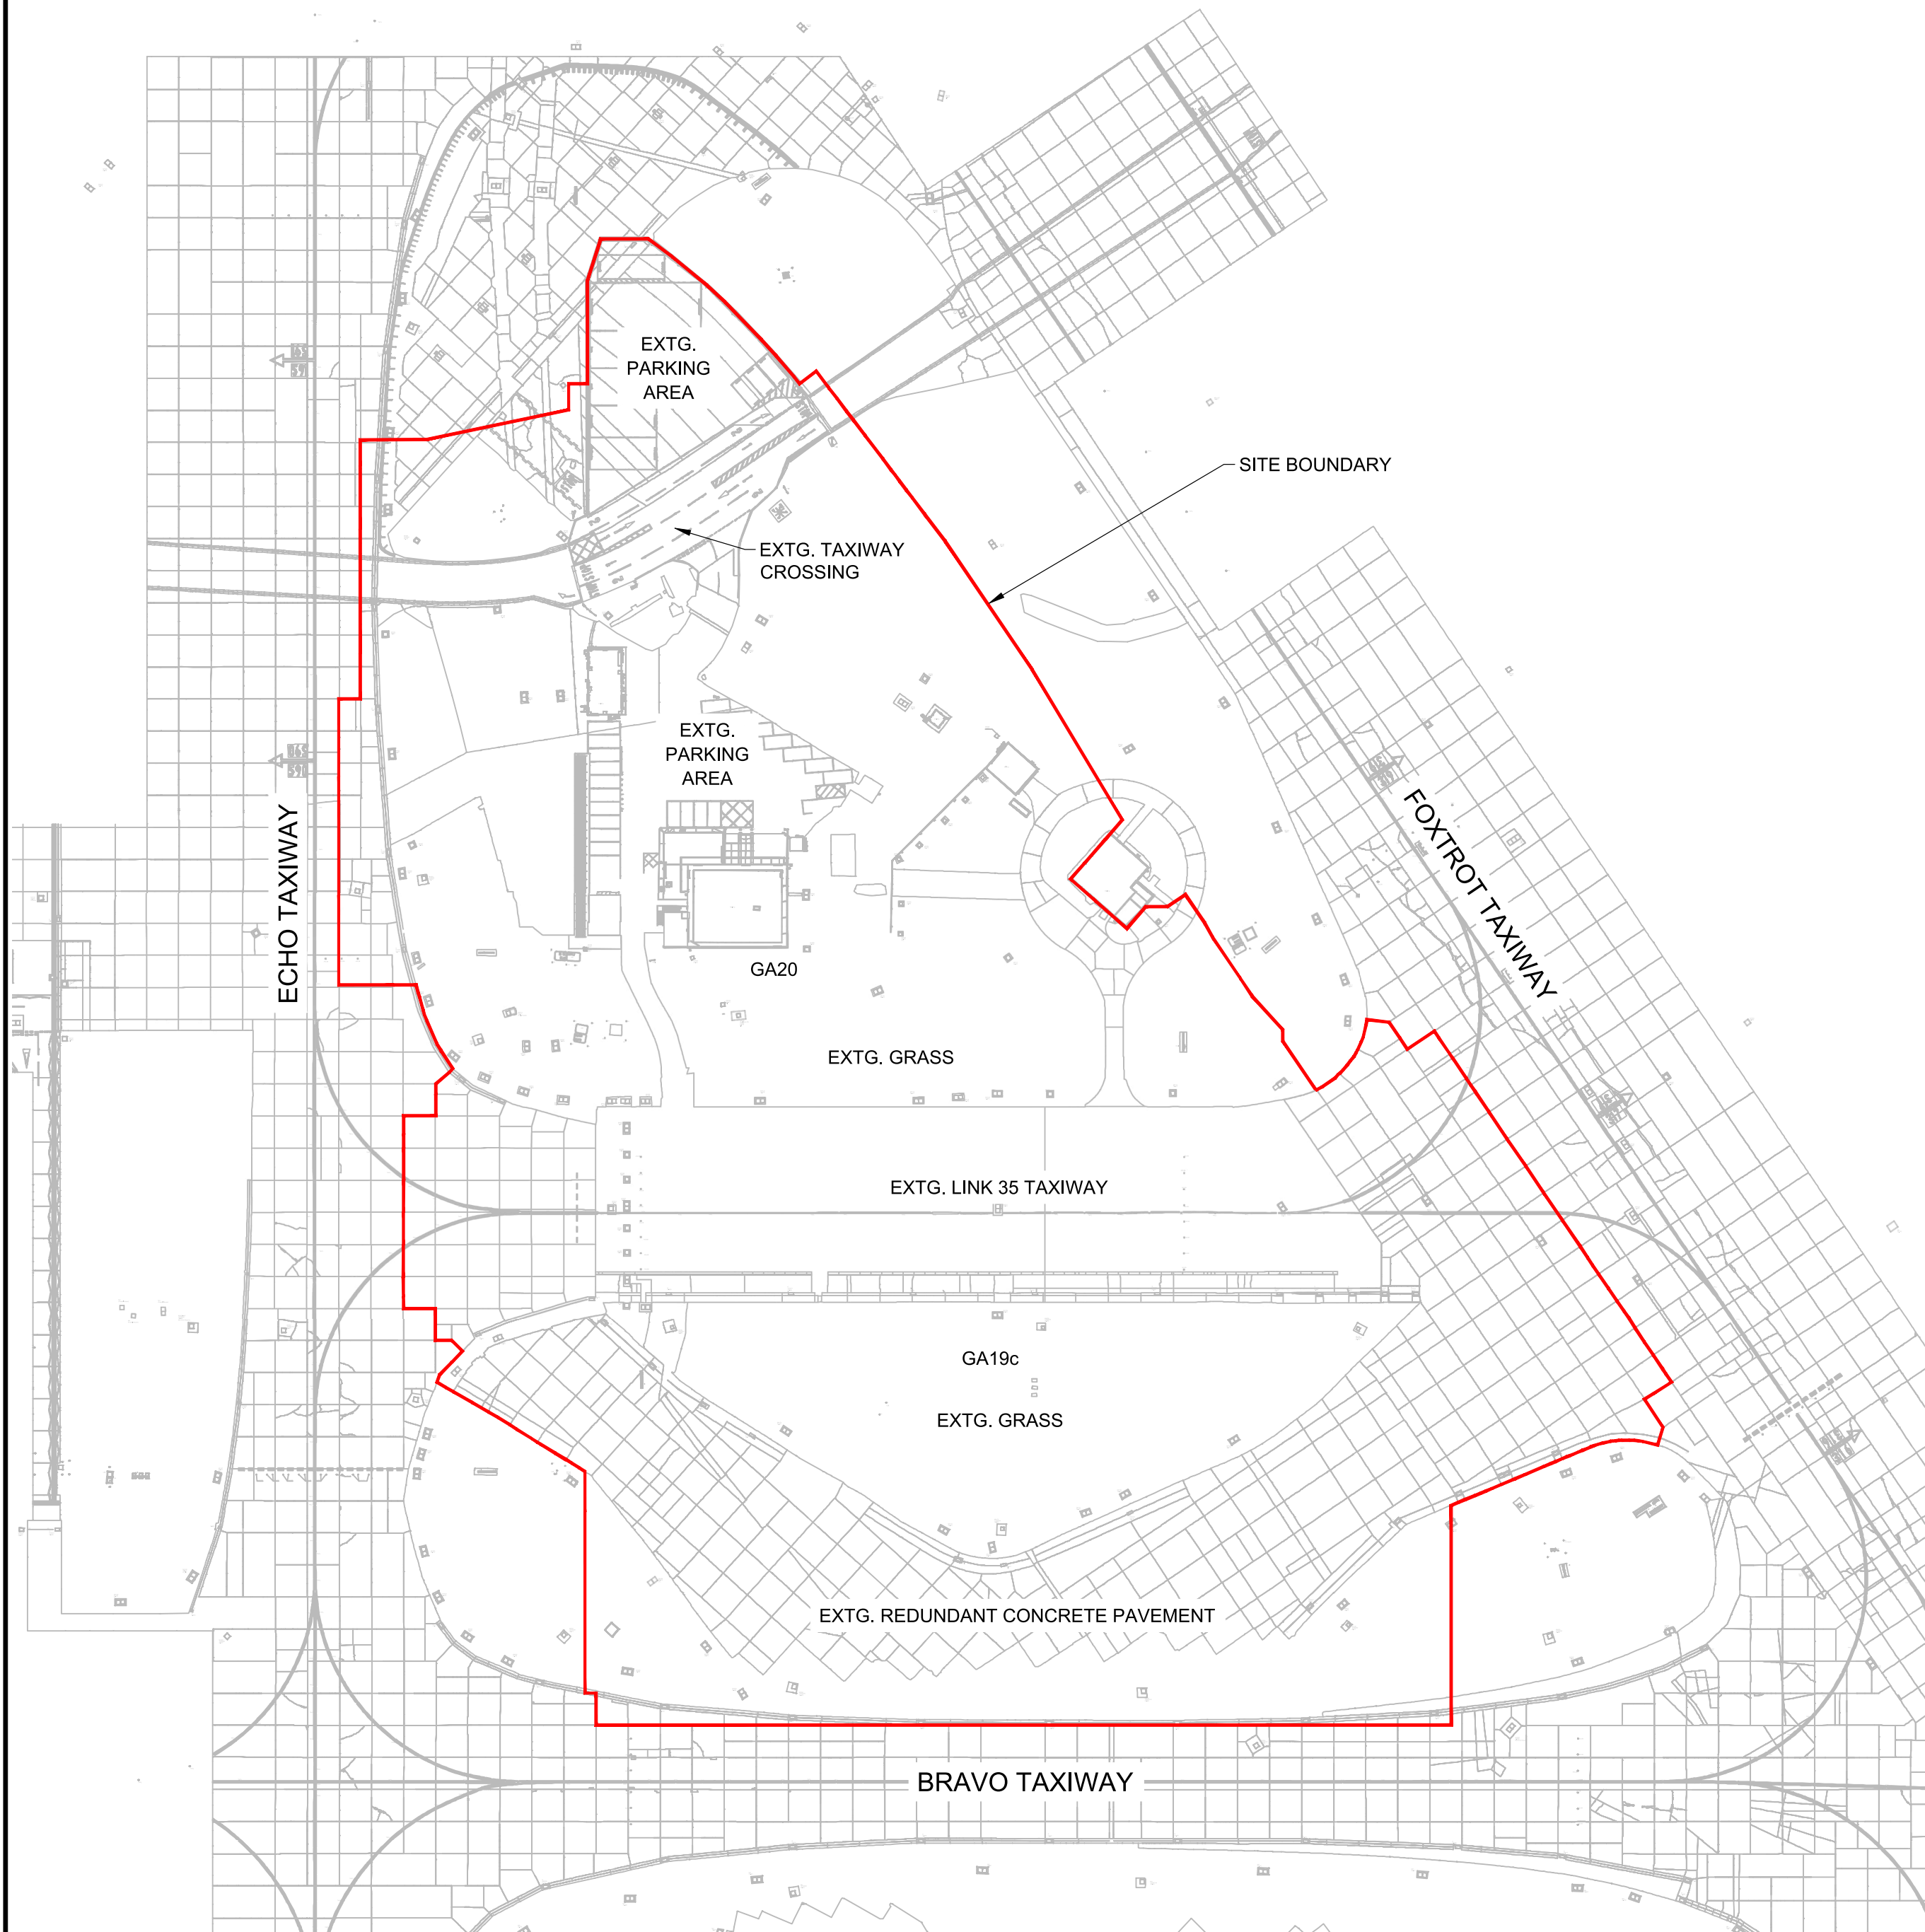 EXTG.
PARKING
AREA
SITE BOUNDARY
EXTG. TAXIWAY
CROSSING
EXTG.
PARKING
AREA
ECHO TAXIWAY
FOXTROT TAXIWAY
GA20
EXTG. GRASS
EXTG. LINK 35 TAXIWAY
GA19c
EXTG. GRASS
EXTG. REDUNDANT CONCRETE PAVEMENT
BRAVO TAXIWAY